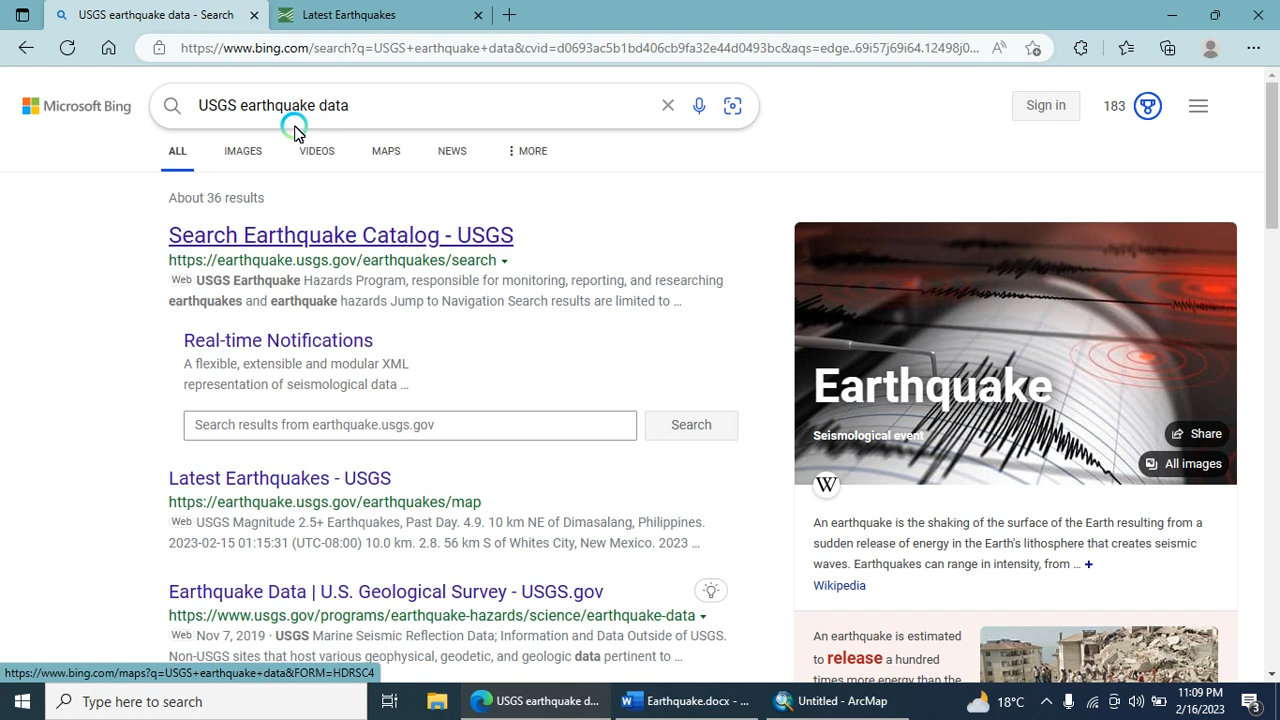 USGS earthquake data - Search
Latest Earthquakes
https://www.bing.com/search?q=USGS+earthquake+data&cvid=d0693ac5b1bd406cb9fa32e44d0493bc&aqs=edge..69i57j69i64.12498j0...
Microsoft Bing
USGS earthquake data
Sign in
183
ALL
IMAGES
VIDEOS
MAPS
NEWS
MORE
About 36 results
Search Earthquake Catalog - USGS
https://earthquake.usgs.gov/earthquakes/search
Web USGS Earthquake Hazards Program, responsible for monitoring, reporting, and researching
earthquakes and earthquake hazards Jump to Navigation Search results are limited to ...
Real-time Notifications
A flexible, extensible and modular XML
representation of seismological data ...
Search results from earthquake.usgs.gov
Search
Latest Earthquakes - USGS
https://earthquake.usgs.gov/earthquakes/map
Web USGS Magnitude 2.5+ Earthquakes, Past Day. 4.9. 10 km NE of Dimasalang, Philippines.
2023-02-15 01:15:31 (UTC-08:00) 10.0 km. 2.8. 56 km S of Whites City, New Mexico. 2023 ...
Earthquake Data | U.S. Geological Survey - USGS.gov
https://www.usgs.gov/programs/earthquake-hazards/science/earthquake-data
Web Nov 7, 2019 · USGS Marine Seismic Reflection Data; Information and Data Outside of USGS.
Non-USGS sites that host various geophysical, geodetic, and geologic data pertinent to ...
Earthquake
Seismological event
Share
All images
W
An earthquake is the shaking of the surface of the Earth resulting from a
sudden release of energy in the Earth's lithosphere that creates seismic
waves. Earthquakes can range in intensity, from ... +
Wikipedia
An earthquake is estimated
to release a hundred
times more energy than the
https://www.bing.com/maps?q=USGS+earthquake+data&FORM=HDRSC4
Type here to search
USGS earthquake d...
Earthquake.docx - ...
Untitled - ArcMap
18°C
11:09 PM
2/16/2023
3